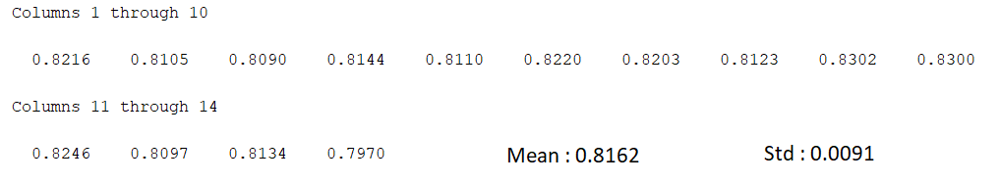 Columns 1 through 10
0.8216 0.8105 0.8090 0.8144 0.8110 0.8220 0.8203 0.8123 0.8302 0.8300
Columns 11 through 14
0.8246 0.8097 0.8134 0.7970 Mean : 0.8162 Std : 0.0091